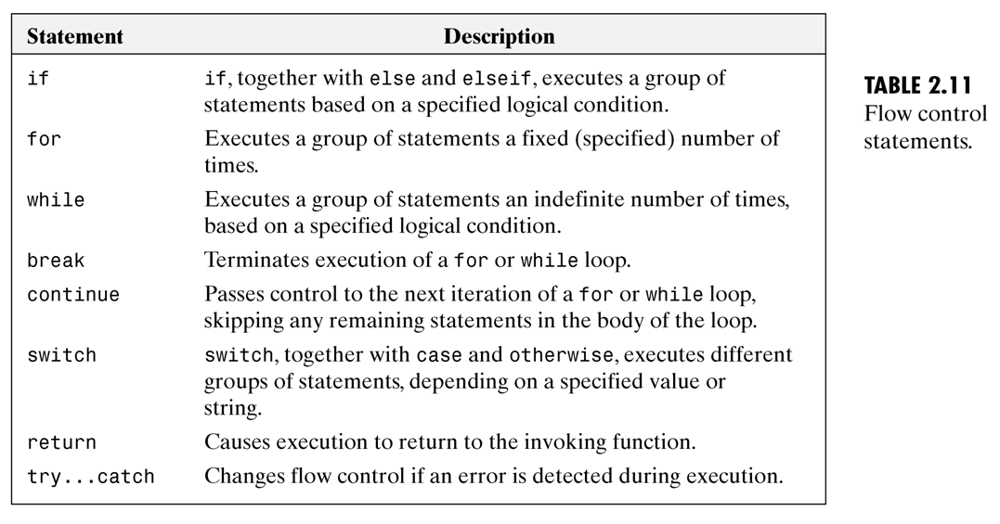 Statement Description
if if, together with else and elseif, executes a group of
statements based on a specified logical condition.
for Executes a group of statements a fixed (specified) number of
times.
while Executes a group of statements an indefinite number of times,
based on a specified logical condition.
break Terminates execution of a for or while loop.
continue Passes control to the next iteration of a for or while loop,
skipping any remaining statements in the body of the loop.
switch switch, together with case and otherwise, executes different
groups of statements, depending on a specified value or
string.
return Causes execution to return to the invoking function.
try...catch Changes flow control if an error is detected during execution.
TABLE 2.11
Flow control
statements.